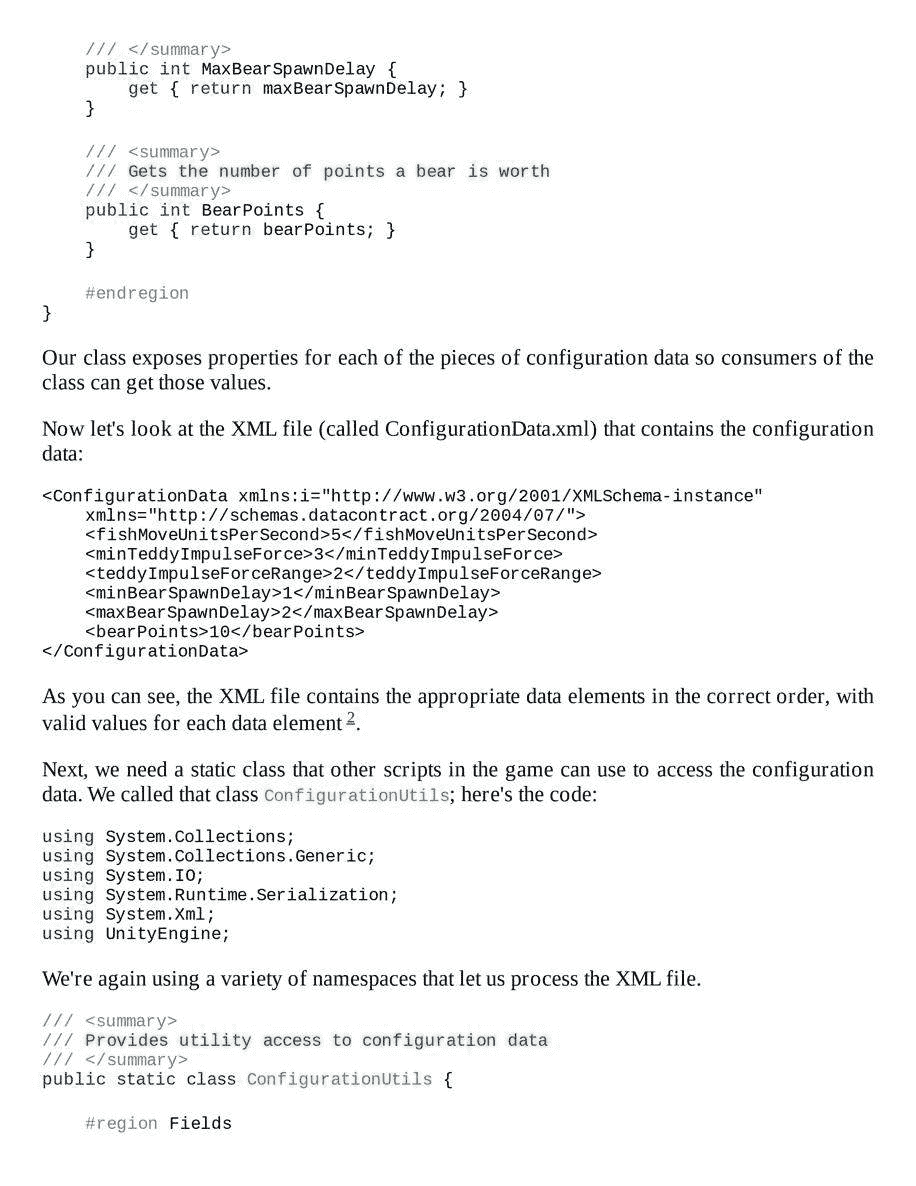 /// </summary>
public int MaxBearSpawnDelay {
get { return maxBearSpawnDelay; }
}
/// <summary>
/// Gets the number of points a bear is worth
/// </summary>
public int BearPoints {
get { return bearPoints; }
}
#endregion
}
Our class exposes properties for each of the pieces of configuration data so consumers of the
class can get those values.
Now let's look at the XML file (called ConfigurationData.xml) that contains the configuration
data:
<ConfigurationData xmlns:i="http://www.w3.org/2001/XMLSchema-instance"
xmlns="http://schemas.datacontract.org/2004/07/">
<fishMoveUnitsPerSecond>5</fishMoveUnitsPerSecond>
<minTeddyImpulseForce>3</minTeddyImpulseForce>
<teddyImpulseForceRange>2</teddyImpulseForceRange>
<minBearSpawnDelay>1</minBearSpawnDelay>
<maxBearSpawnDelay>2</maxBearSpawnDelay>
<bearPoints>10</bearPoints>
</ConfigurationData>
As you can see, the XML file contains the appropriate data elements in the correct order, with
valid values for each data element 2.
Next, we need a static class that other scripts in the game can use to access the configuration
data. We called that class ConfigurationUtils; here's the code:
using System.Collections;
using System.Collections.Generic;
using System.IO;
using System.Runtime.Serialization;
using System.Xml;
using UnityEngine;
We're again using a variety of namespaces that let us process the XML file.
/// <summary>
/// Provides utility access to configuration data
/// </summary>
public static class ConfigurationUtils {
#region Fields